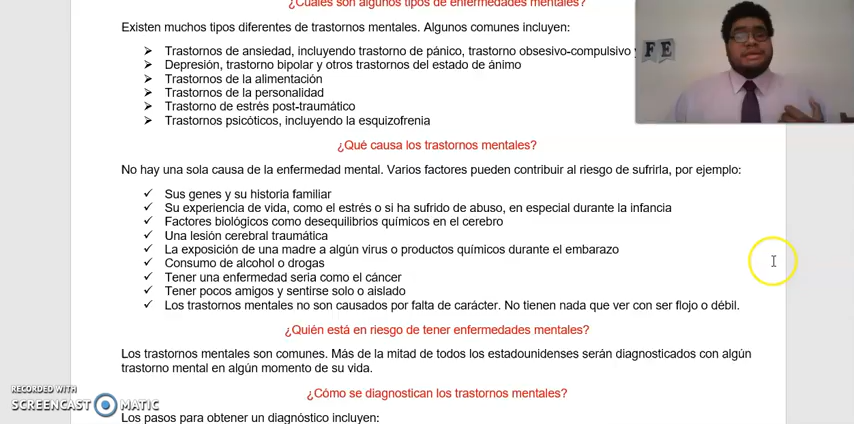 ¿Cuáles son algunos tipos de enfermedades mentales?
Existen muchos tipos diferentes de trastornos mentales. Algunos comunes incluyen:
➢ Trastornos de ansiedad, incluyendo trastorno de pánico, trastorno obsesivo-compulsivo y
➢ Depresión, trastorno bipolar y otros trastornos del estado de ánimo
➢ Trastornos de la alimentación
➢ Trastornos de la personalidad
➢ Trastorno de estrés post-traumático
➢ Trastornos psicóticos, incluyendo la esquizofrenia
FE
¿Qué causa los trastornos mentales?
No hay una sola causa de la enfermedad mental. Varios factores pueden contribuir al riesgo de sufrirla, por ejemplo:
✓ Sus genes y su historia familiar
✓ Su experiencia de vida, como el estrés o si ha sufrido de abuso, en especial durante la infancia
✓ Factores biológicos como desequilibrios químicos en el cerebro
✓ Una lesión cerebral traumática
✓ La exposición de una madre a algún virus o productos químicos durante el embarazo
✓ Consumo de alcohol o drogas
✓ Tener una enfermedad seria como el cáncer
✓ Tener pocos amigos y sentirse solo o aislado
✓ Los trastornos mentales no son causados por falta de carácter. No tienen nada que ver con ser flojo o débil.
¿Quién está en riesgo de tener enfermedades mentales?
Los trastornos mentales son comunes. Más de la mitad de todos los estadounidenses serán diagnosticados con algún
trastorno mental en algún momento de su vida.
¿Cómo se diagnostican los trastornos mentales?
Los pasos para obtener un diagnóstico incluyen:
RECORDED WITH
SCREENCAST MATIC